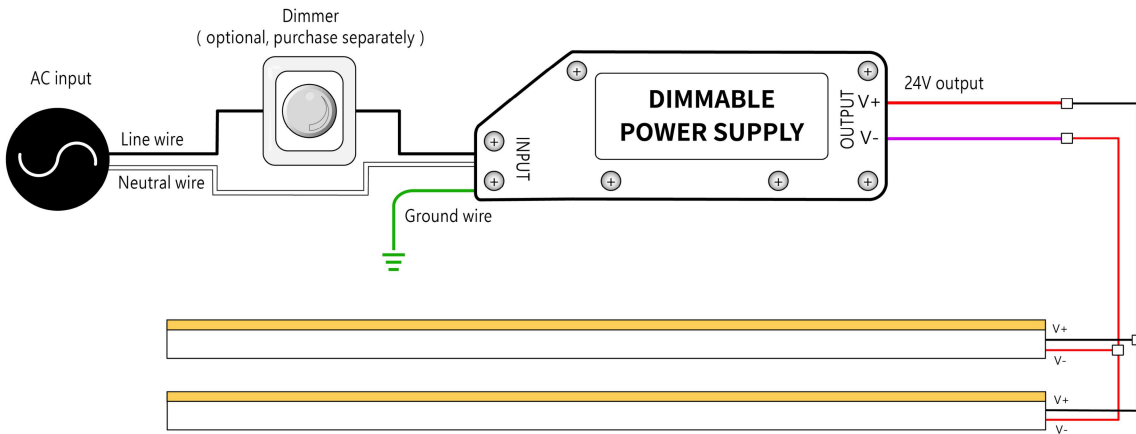 Dimmer
( optional, purchase separately )
AC input
Line wire
Neutral wire
Ground wire
INPUT
DIMMABLE
POWER SUPPLY
OUTPUT
V+
V-
24V output
V+
V-
V+
V-